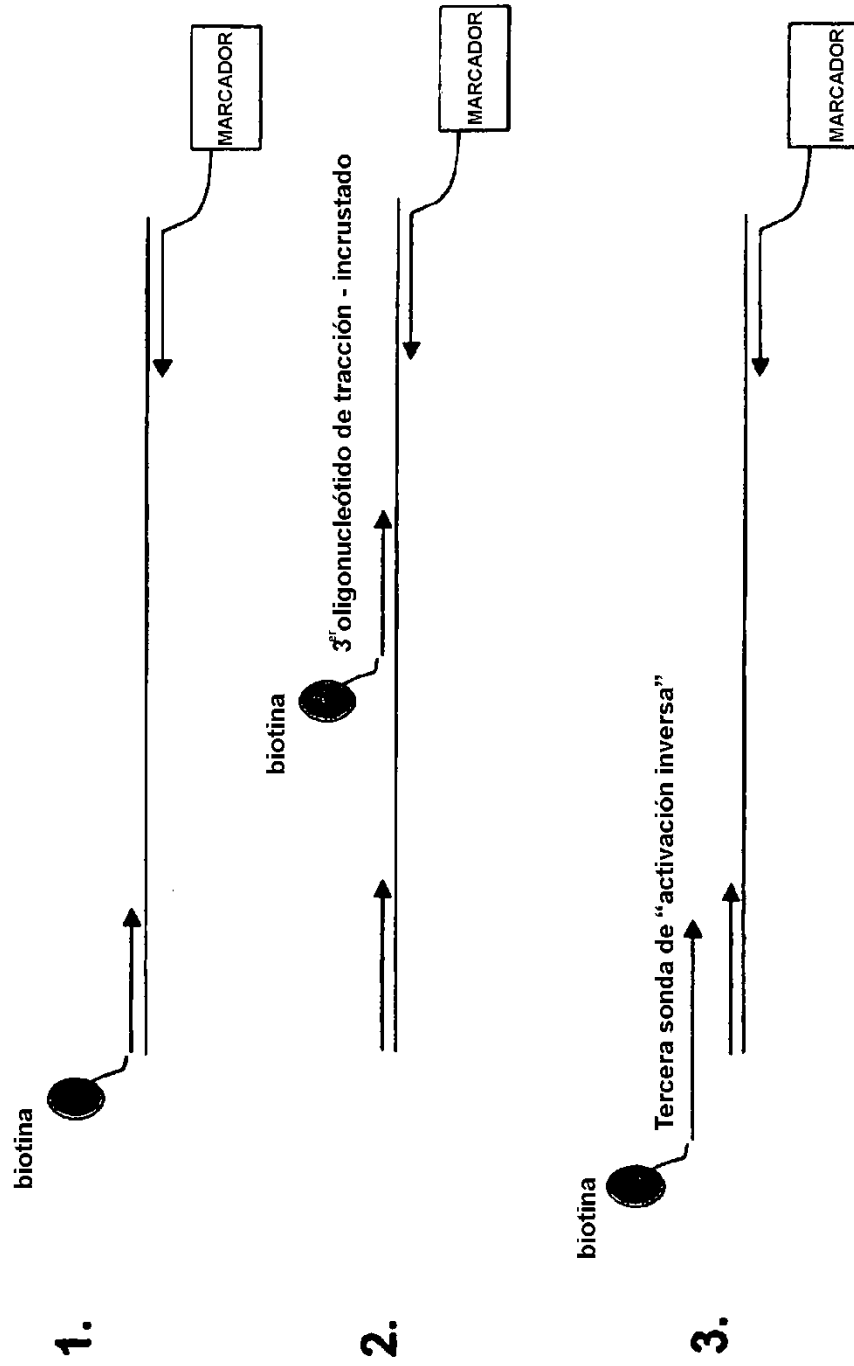 1.
biotina
MARCADOR
2.
biotina
3er oligonucleótido de tracción - incrustado
MARCADOR
3.
biotina
Tercera sonda de “activación inversa”
MARCADOR